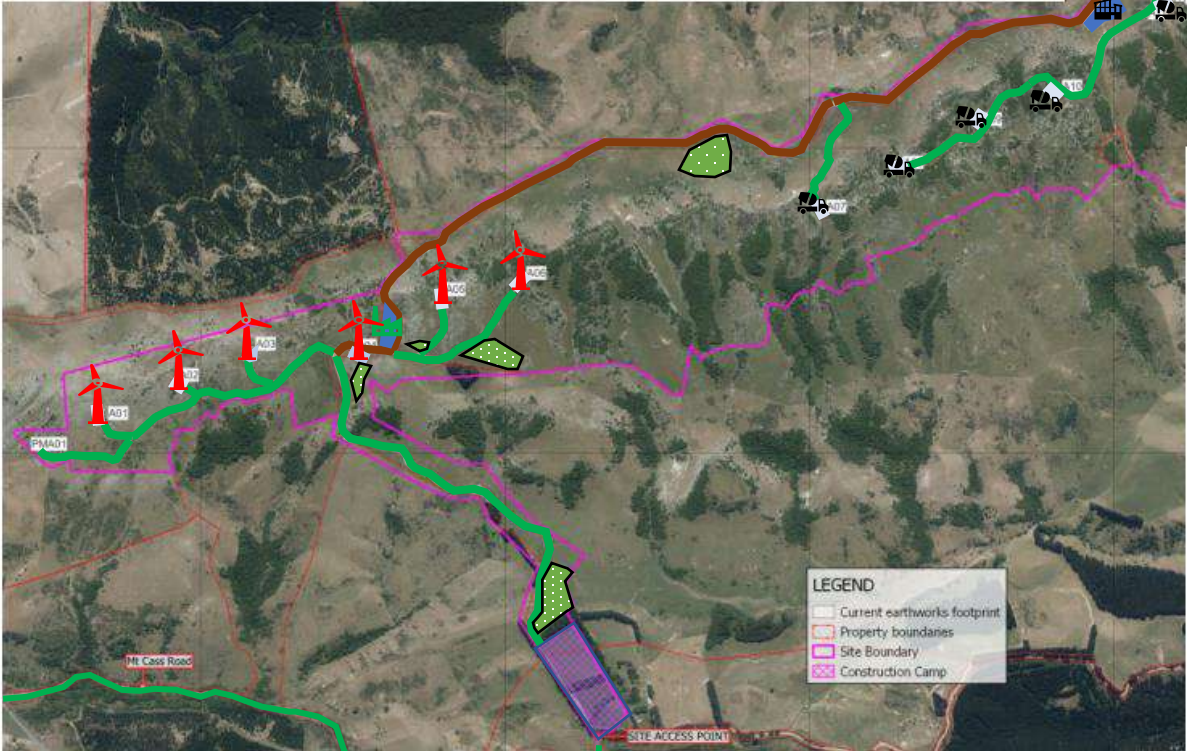 A10
A07
A06
A05
A03
A02
A01
PMA01
LEGEND
Current earthworks footprint
Property boundaries
Site Boundary
Construction Camp
Mt Cass Road
SITE ACCESS POINT